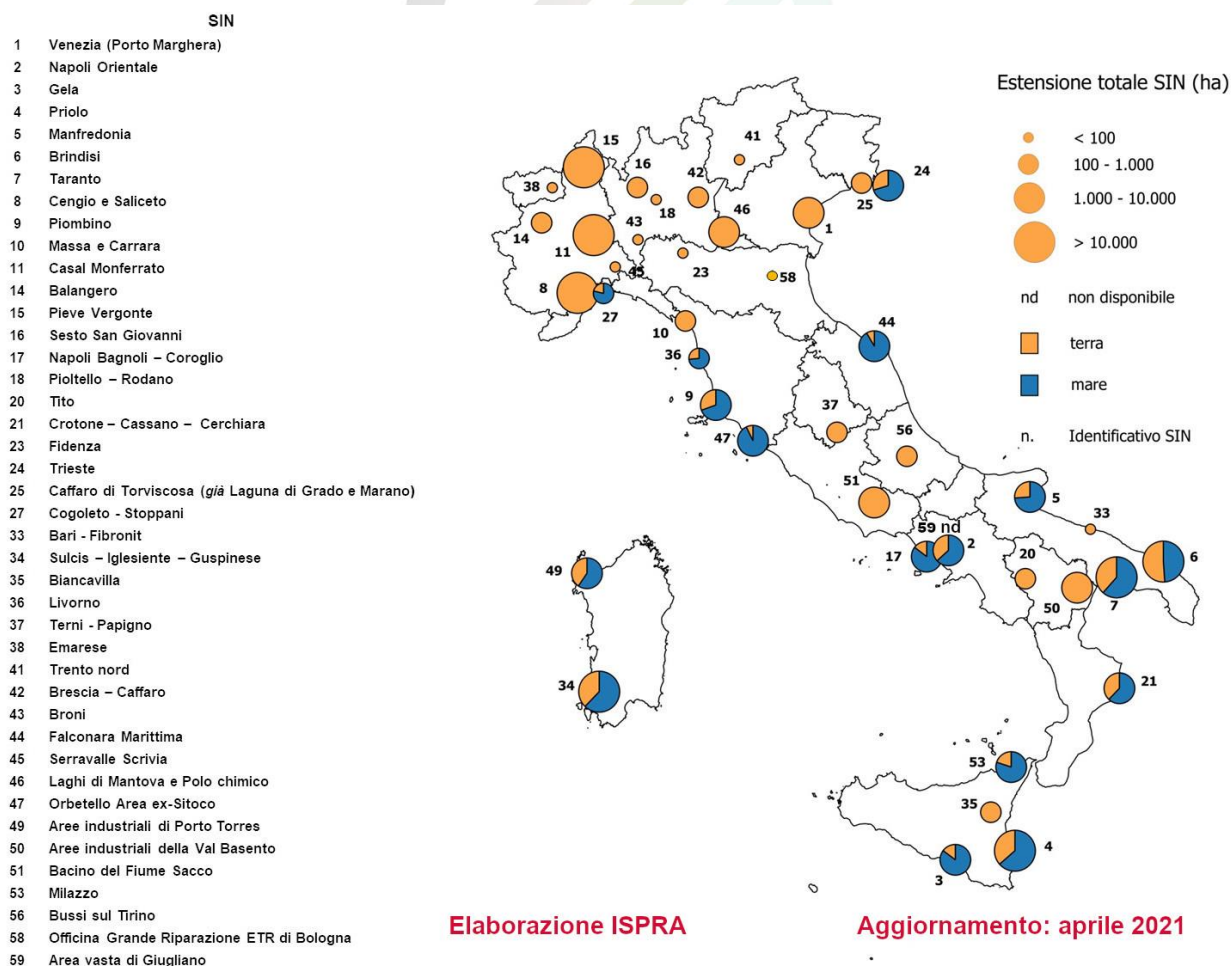 SIN
1 Venezia (Porto Marghera)
2 Napoli Orientale
3 Gela
4 Priolo
5 Manfredonia
6 Brindisi
7 Taranto
8 Cengio e Saliceto
9 Piombino
10 Massa e Carrara
11 Casal Monferrato
14 Balangero
15 Pieve Vergonte
16 Sesto San Giovanni
17 Napoli Bagnoli – Coroglio
18 Pioltello – Rodano
20 Tito
21 Crotone – Cassano – Cerchiara
23 Fidenza
24 Trieste
25 Caffaro di Torviscosa (già Laguna di Grado e Marano)
27 Cogoleto - Stoppani
33 Bari - Fibronit
34 Sulcis – Iglesiente – Guspinese
35 Biancavilla
36 Livorno
37 Terni - Papigno
38 Emarese
41 Trento nord
42 Brescia – Caffaro
43 Broni
44 Falconara Marittima
45 Serravalle Scrivia
46 Laghi di Mantova e Polo chimico
47 Orbetello Area ex-Sitoco
49 Aree industriali di Porto Torres
50 Aree industriali della Val Basento
51 Bacino del Fiume Sacco
53 Milazzo
56 Bussi sul Tirino
58 Officina Grande Riparazione ETR di Bologna
59 Area vasta di Giugliano
15
41
16
42
24
38
18
25
46
14
43
1
11
45
23
58
8
27
10
44
36
9
37
56
47
51
5
33
59 nd
17
2
20
6
49
50
7
34
21
53
35
4
3
Estensione totale SIN (ha)
< 100
100 - 1.000
1.000 - 10.000
> 10.000
nd non disponibile
terra
mare
n. Identificativo SIN
Elaborazione ISPRA
Aggiornamento: aprile 2021